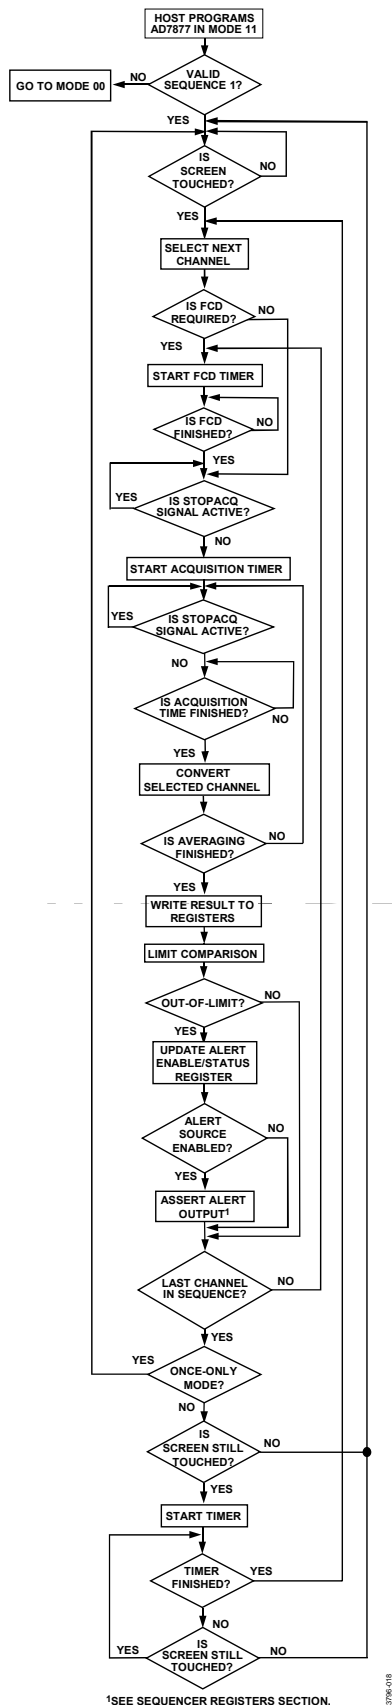 HOST PROGRAMS
AD7877 IN MODE 11
NO
GO TO MODE 00
VALID
SEQUENCE 1?
YES
IS
SCREEN
TOUCHED?
NO
YES
SELECT NEXT
CHANNEL
IS FCD
REQUIRED?
NO
YES
START FCD TIMER
IS FCD
FINISHED?
NO
YES
IS STOPACQ
SIGNAL ACTIVE?
YES
NO
START ACQUISITION TIMER
IS STOPACQ
SIGNAL ACTIVE?
YES
NO
IS ACQUISITION
TIME FINISHED?
NO
YES
CONVERT
SELECTED CHANNEL
IS AVERAGING
FINISHED?
NO
YES
WRITE RESULT TO
REGISTERS
LIMIT COMPARISON
OUT-OF-LIMIT?
NO
YES
UPDATE ALERT
ENABLE/STATUS
REGISTER
ALERT
SOURCE
ENABLED?
NO
YES
ASSERT ALERT
OUTPUT1
LAST CHANNEL
IN SEQUENCE?
NO
YES
YES
ONCE-ONLY
MODE?
NO
IS
SCREEN STILL
TOUCHED?
NO
YES
START TIMER
TIMER
FINISHED?
YES
NO
IS
SCREEN STILL
TOUCHED?
YES
NO
1SEE SEQUENCER REGISTERS SECTION.